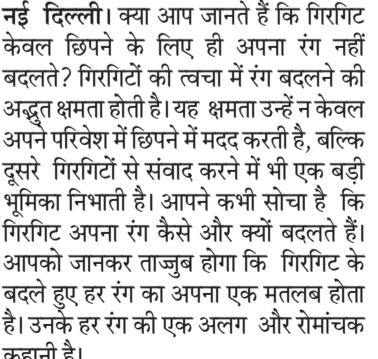 नई दिल्ली। क्या आप जानते हैं कि गिरगिट
केवल छिपने के लिए ही अपना रंग नहीं
बदलते? गिरगिटों की त्वचा में रंग बदलने की
अद्भुत क्षमता होती है। यह क्षमता उन्हें न केवल
अपने परिवेश में छिपने में मदद करती है, बल्कि
दूसरे गिरगिटों से संवाद करने में भी एक बड़ी
भूमिका निभाती है। आपने कभी सोचा है कि
गिरगिट अपना रंग कैसे और क्यों बदलते हैं।
आपको जानकर ताज्जुब होगा कि गिरगिट के
बदले हुए हर रंग का अपना एक मतलब होता
है। उनके हर रंग की एक अलग और रोमांचक
कहानी है।